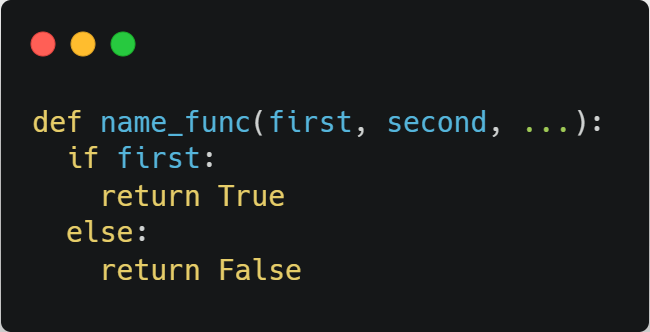 def name_func(first, second, ...):
  if first:
    return True
  else:
    return False